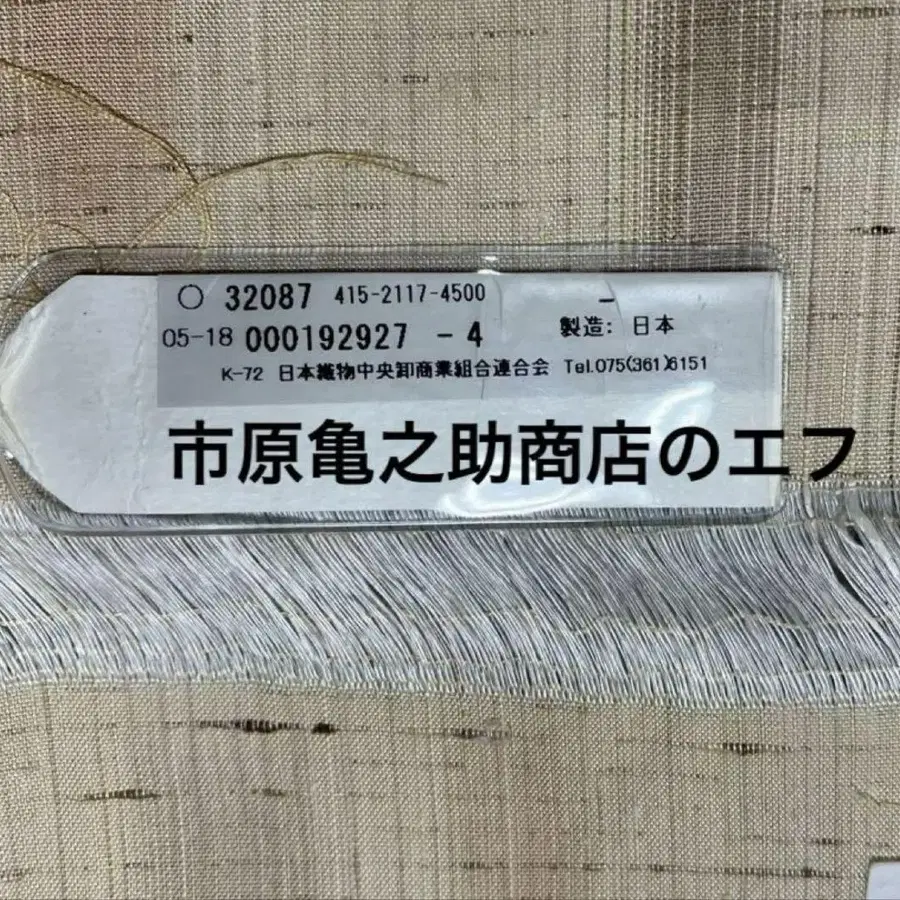 ○ 32087 415-2117-4500 -
05-18 000192927 -4 製造: 日本
K-72 日本織物中央卸商業組合連合会 Tel.075(361)6151
市原亀之助商店のエフ